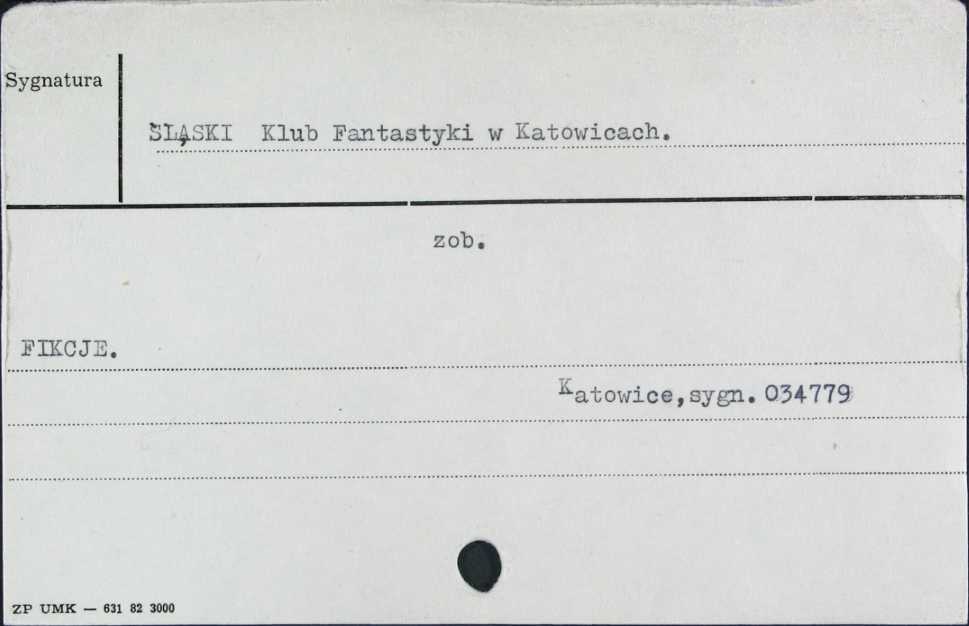 Sygnatura
ŚLĄSKI Klub Fantastyki w Katowicach.
zob.
FIKCJE.
Katowice,sygn. 034779
ZP UMK — 631 82 3000